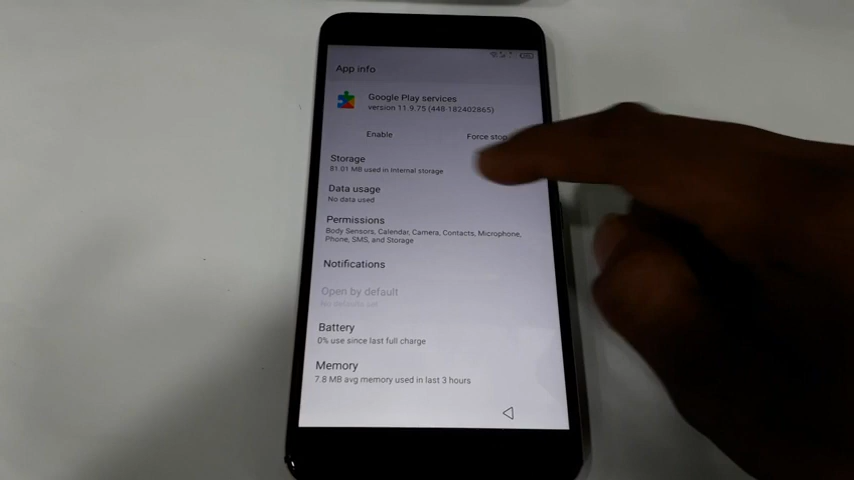 App info
Google Play services
version 11.9.75 (448-182402865)
Enable
Force stop
Storage
81.01 MB used in Internal storage
Data usage
No data used
Permissions
Body Sensors, Calendar, Camera, Contacts, Microphone,
Phone, SMS, and Storage
Notifications
Open by default
No defaults set
Battery
0% use since last full charge
Memory
7.8 MB avg memory used in last 3 hours